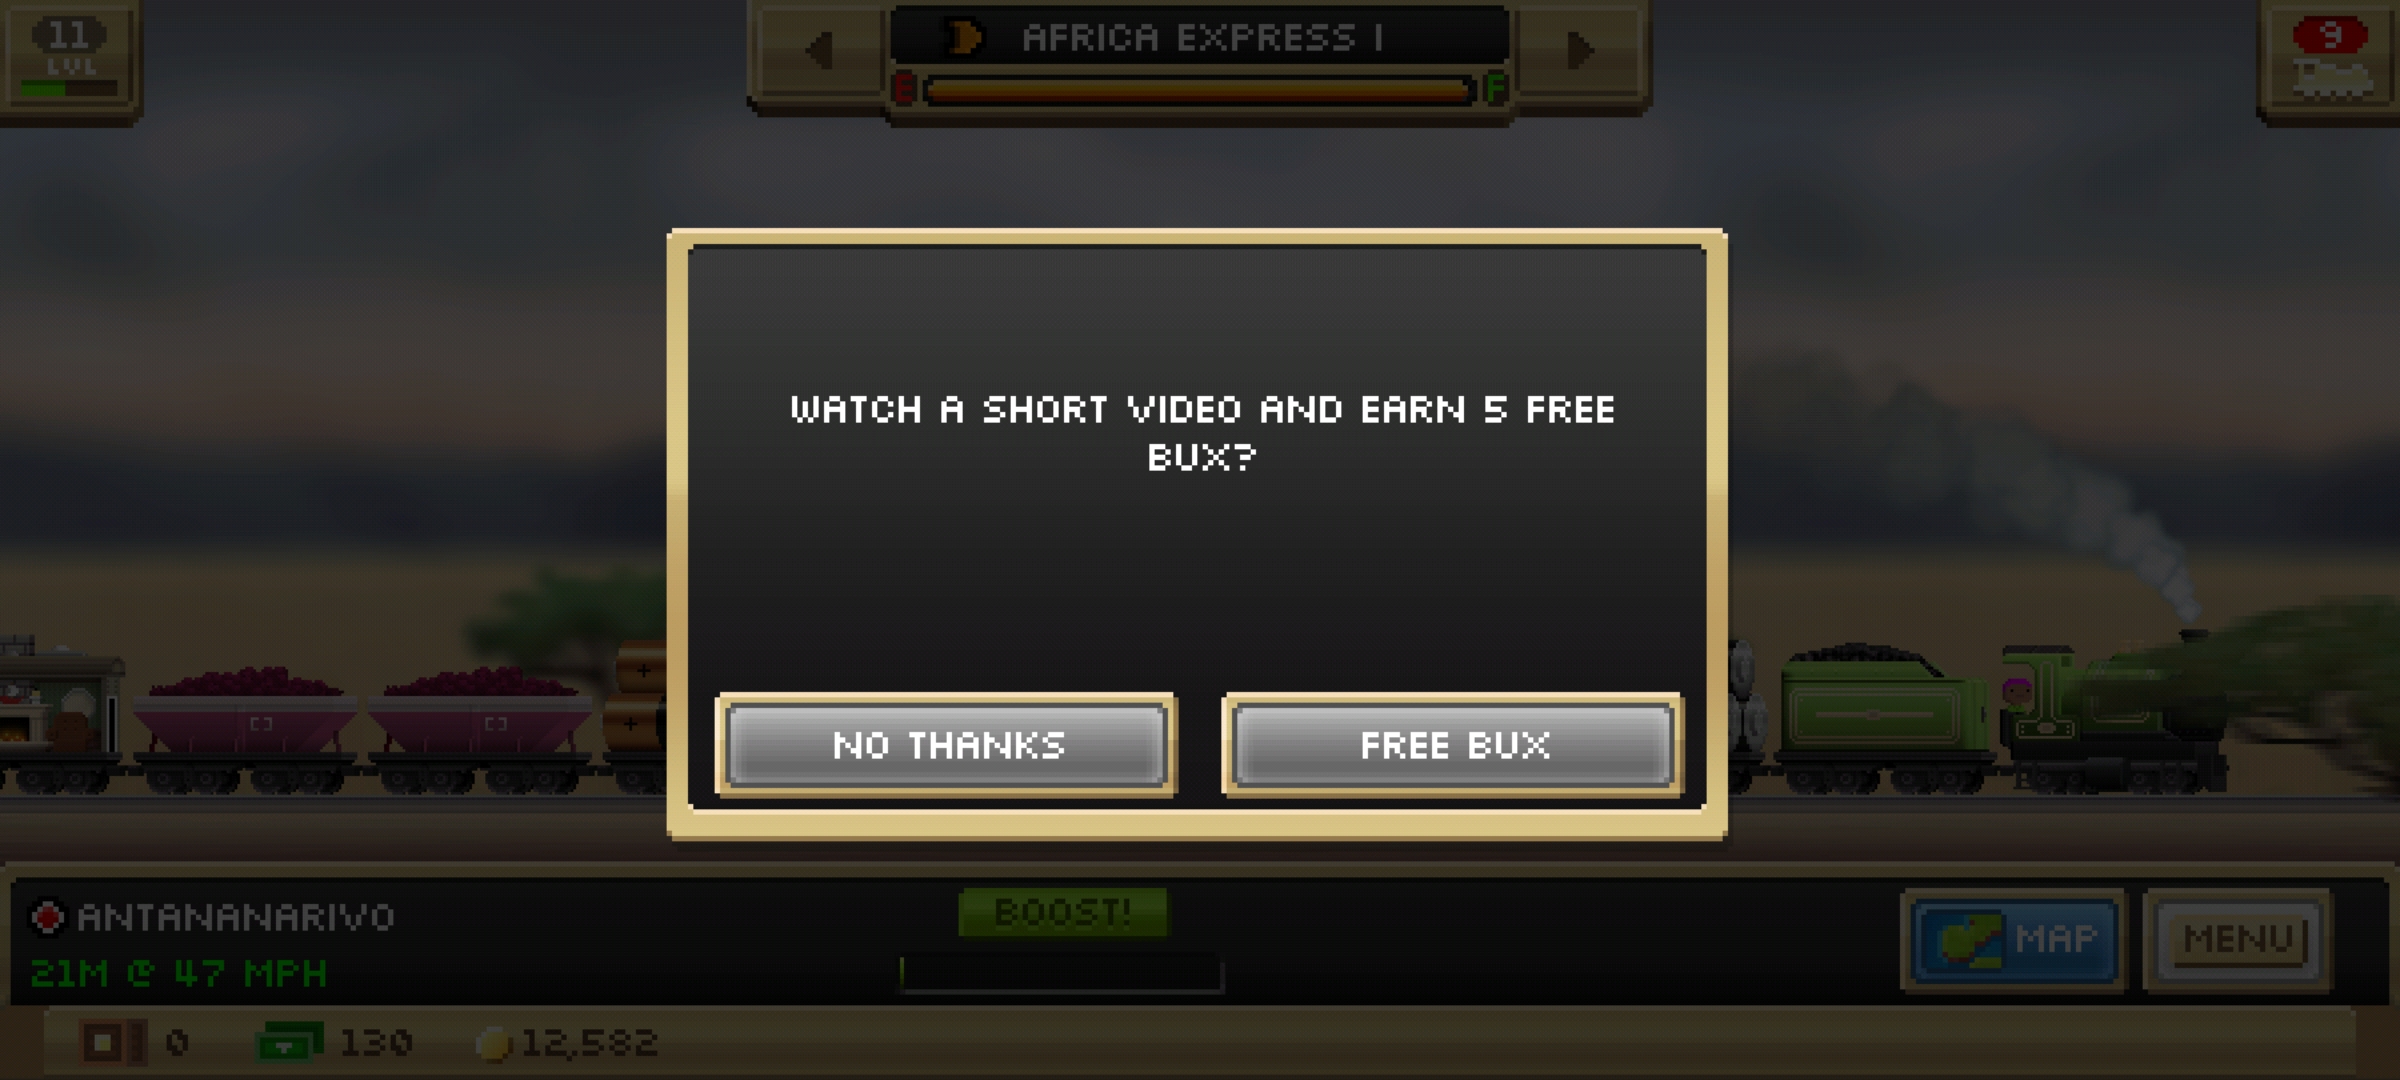 11
LVL
AFRICA EXPRESS I
E F
9
WATCH A SHORT VIDEO AND EARN 5 FREE
BUX?
NO THANKS
FREE BUX
ANTANANARIVO
21M @ 47 MPH
BOOST!
MAP
MENU
0
130
12,582